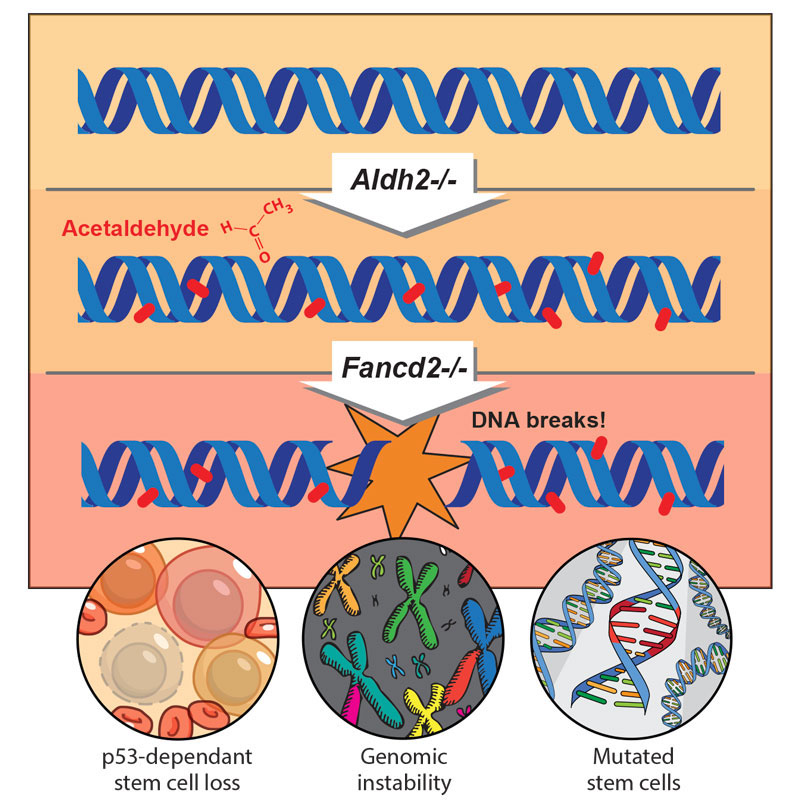 Aldh2-/-
Acetaldehyde
H
C
CH₃
O
Fancd2-/-
DNA breaks!
p53-dependant
stem cell loss
Genomic
instability
Mutated
stem cells